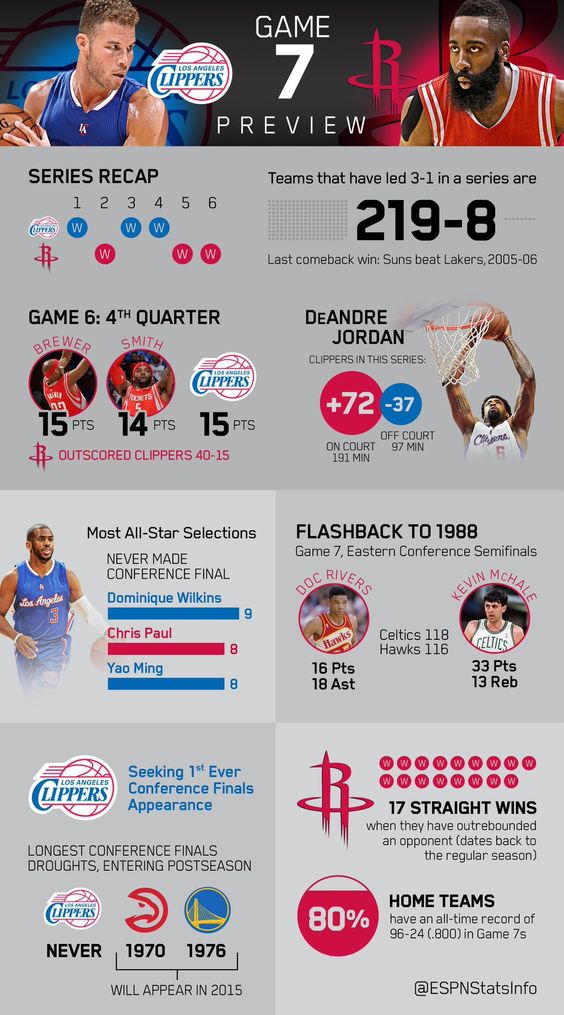 GAME
7
PREVIEW
LOS ANGELES
CLIPPERS
SERIES RECAP
1 2 3 4 5 6
W W W
W W W
Teams that have led 3-1 in a series are
219-8
Last comeback win: Suns beat Lakers, 2005-06
GAME 6: 4TH QUARTER
BREWER SMITH
LOS ANGELES
CLIPPERS
15 PTS 14 PTS 15 PTS
OUTSCORED CLIPPERS 40-15
DEANDRE
JORDAN
CLIPPERS IN THIS SERIES:
+72 -37
ON COURT
191 MIN
OFF COURT
97 MIN
Clippers
6
Most All-Star Selections
NEVER MADE
CONFERENCE FINAL
Dominique Wilkins
9
Chris Paul
8
Yao Ming
8
Los Angeles
3
FLASHBACK TO 1988
Game 7, Eastern Conference Semifinals
DOC RIVERS
Hawks
16 Pts
18 Ast
Celtics 118
Hawks 116
KEVIN McHALE
CELTICS
33 Pts
13 Reb
LOS ANGELES
CLIPPERS
Seeking 1st Ever
Conference Finals
Appearance
LONGEST CONFERENCE FINALS
DROUGHTS, ENTERING POSTSEASON
LOS ANGELES
CLIPPERS
NEVER 1970 1976
WILL APPEAR IN 2015
W W W W W W W W W
W W W W W W W W
17 STRAIGHT WINS
when they have outrebounded
an opponent (dates back to
the regular season)
80%
HOME TEAMS
have an all-time record of
96-24 (.800) in Game 7s
@ESPNStatsInfo